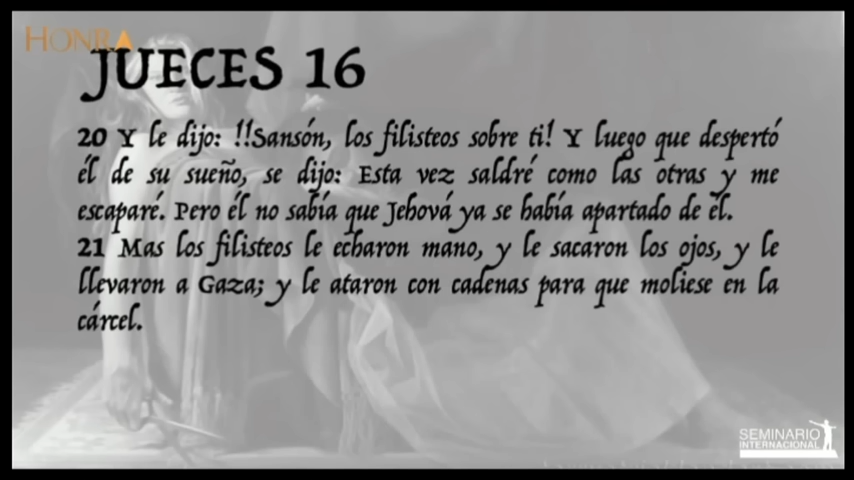 HONRA
JUECES 16
20 Y le dijo: !!Sansón, los filisteos sobre ti! Y luego que despertó
él de su sueño, se dijo: Esta vez saldré como las otras y me
escaparé. Pero él no sabía que Jehová ya se había apartado de él.
21 Mas los filisteos le echaron mano, y le sacaron los ojos, y le
llevaron a Gaza; y le ataron con cadenas para que moliese en la
cárcel.
SEMINARIO
INTERNACIONAL